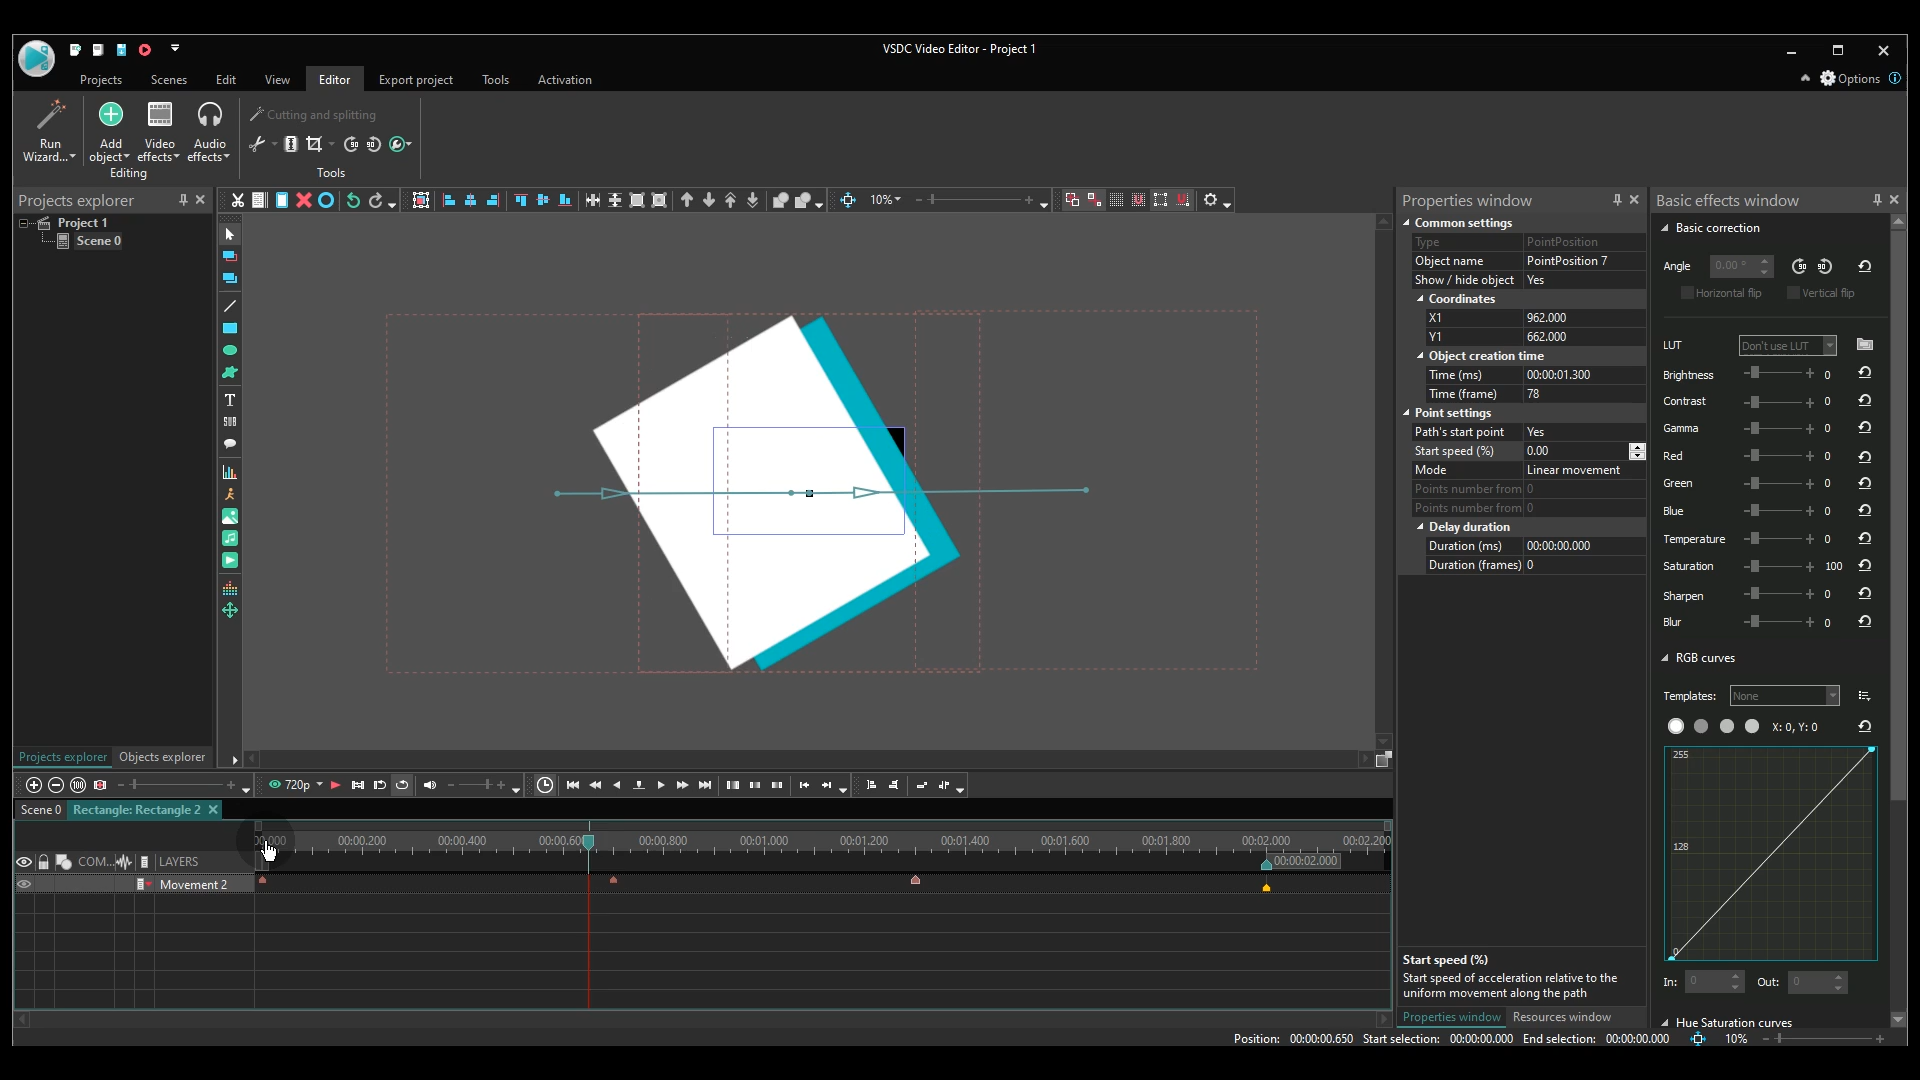 VSDC Video Editor - Project 1
Projects Scenes Edit View Editor Export project Tools Activation
Options
Run Wizard...
Add object
Video effects
Audio effects
Editing
Cutting and splitting
Tools
Projects explorer
Project 1
Scene 0
Projects explorer Objects explorer
10%
Properties window
Common settings
Type PointPosition
Object name PointPosition 7
Show / hide object Yes
Coordinates
X1 962.000
Y1 662.000
Object creation time
Time (ms) 00:00:01.300
Time (frame) 78
Point settings
Path's start point Yes
Start speed (%) 0.00
Mode Linear movement
Points number from 0
Points number from 0
Delay duration
Duration (ms) 00:00:00.000
Duration (frames) 0
Start speed (%)
Start speed of acceleration relative to the
uniform movement along the path
Properties window Resources window
Basic effects window
Basic correction
Angle 0.00 °
Horizontal flip Vertical flip
LUT Don't use LUT
Brightness 0
Contrast 0
Gamma 0
Red 0
Green 0
Blue 0
Temperature 0
Saturation 100
Sharpen 0
Blur 0
RGB curves
Templates: None
X: 0, Y: 0
255
128
0
In: 0 Out: 0
Hue Saturation curves
720p
Scene 0 Rectangle: Rectangle 2
00:00.200 00:00.400 00:00.800 00:01.000 00:01.200 00:01.400 00:01.600 00:01.800 00:02.000 00:02.200
COM... LAYERS
00:00:02.000
Movement 2
Position: 00:00:00.650 Start selection: 00:00:00.000 End selection: 00:00:00.000 10%